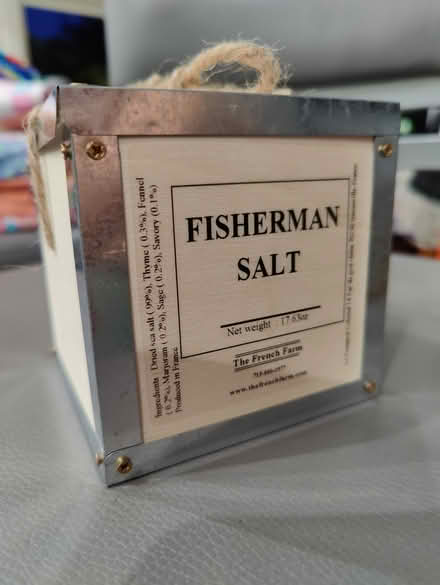 FISHERMAN
SALT
Net weight : 17.63oz
The French Farm
www.thefrenchfarm.com
Ingredients : Dried sea salt ( 99%), Thyme ( 0.3%), Fennel
( 0.2%), Marjoram ( 0.2%), Sage ( 0.2%), Savory (0.1%)
Produced in France